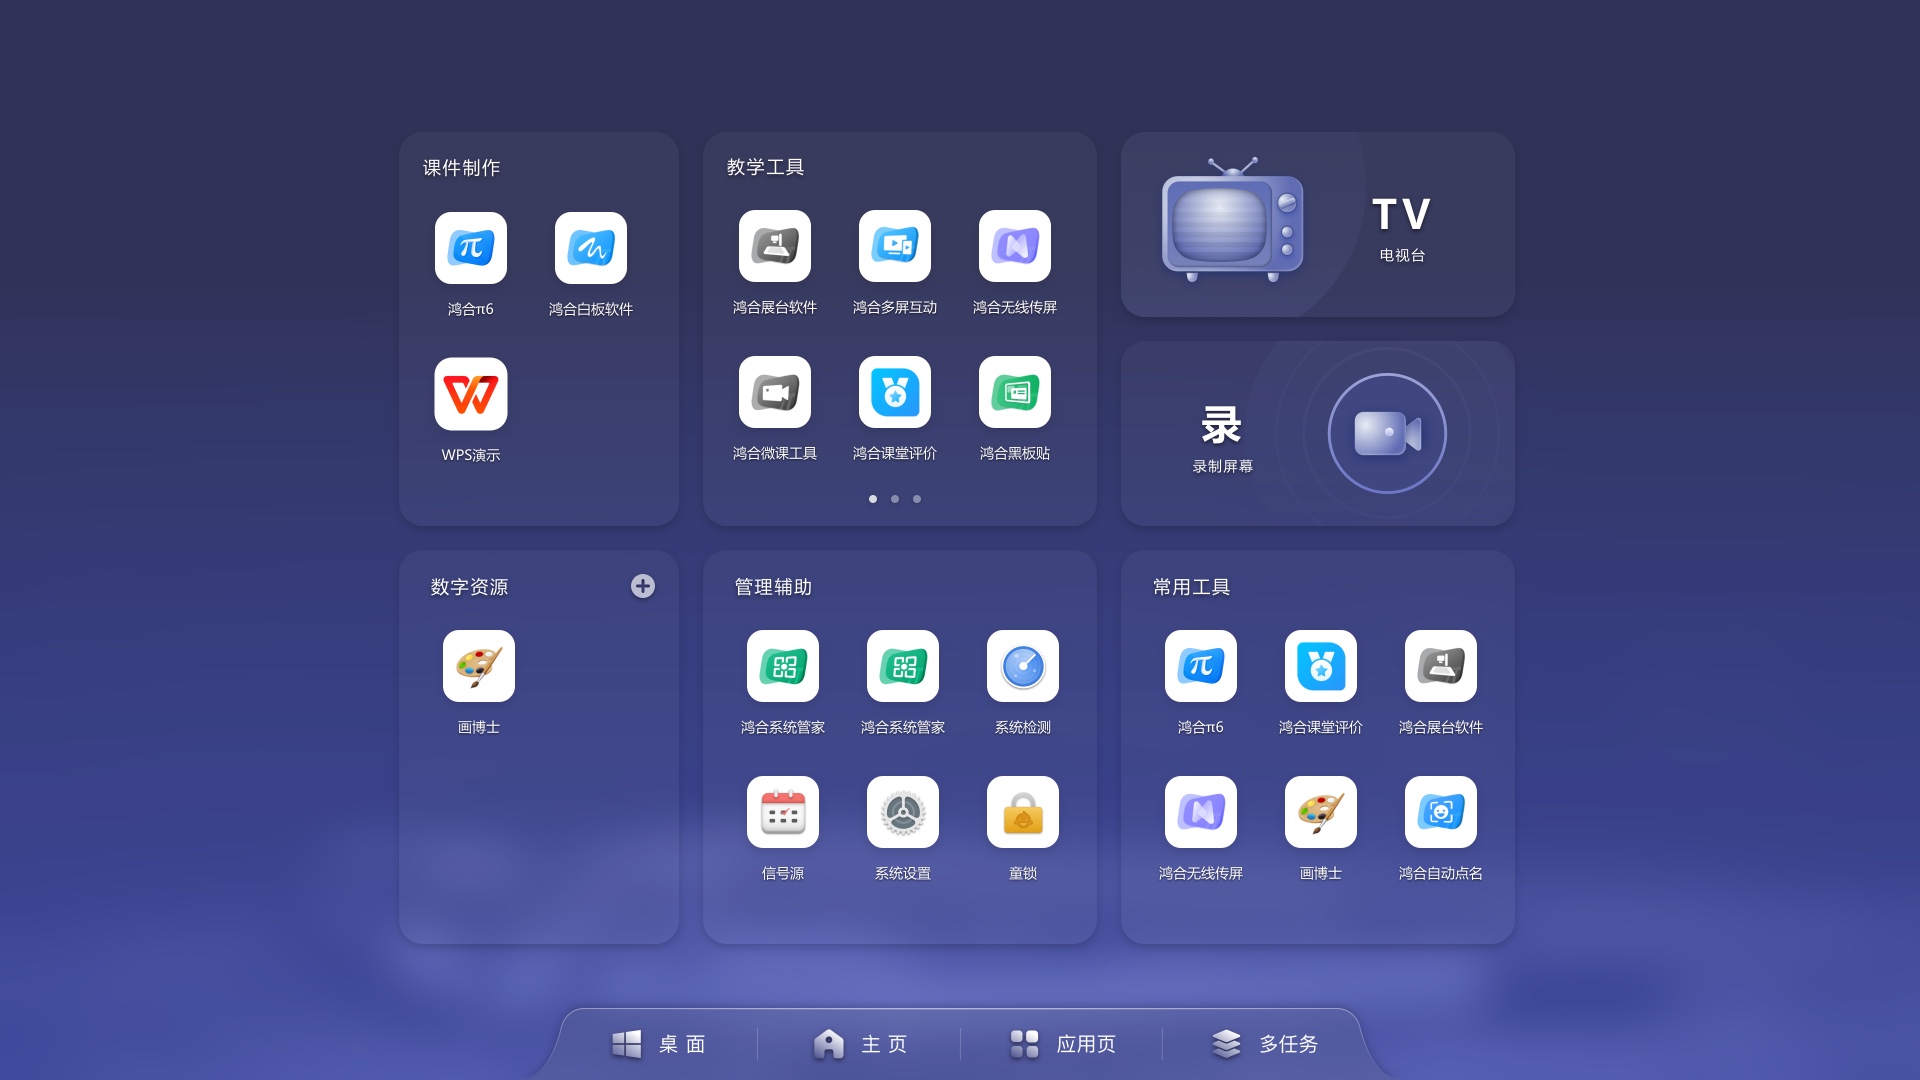 课件制作
鸿合π6
鸿合白板软件
WPS演示
教学工具
鸿合展台软件
鸿合多屏互动
鸿合无线传屏
鸿合微课工具
鸿合课堂评价
鸿合黑板贴
TV
电视台
录
录制屏幕
数字资源
画博士
管理辅助
鸿合系统管家
鸿合系统管家
系统检测
信号源
系统设置
童锁
常用工具
鸿合π6
鸿合课堂评价
鸿合展台软件
鸿合无线传屏
画博士
鸿合自动点名
桌 面
主 页
应用页
多任务